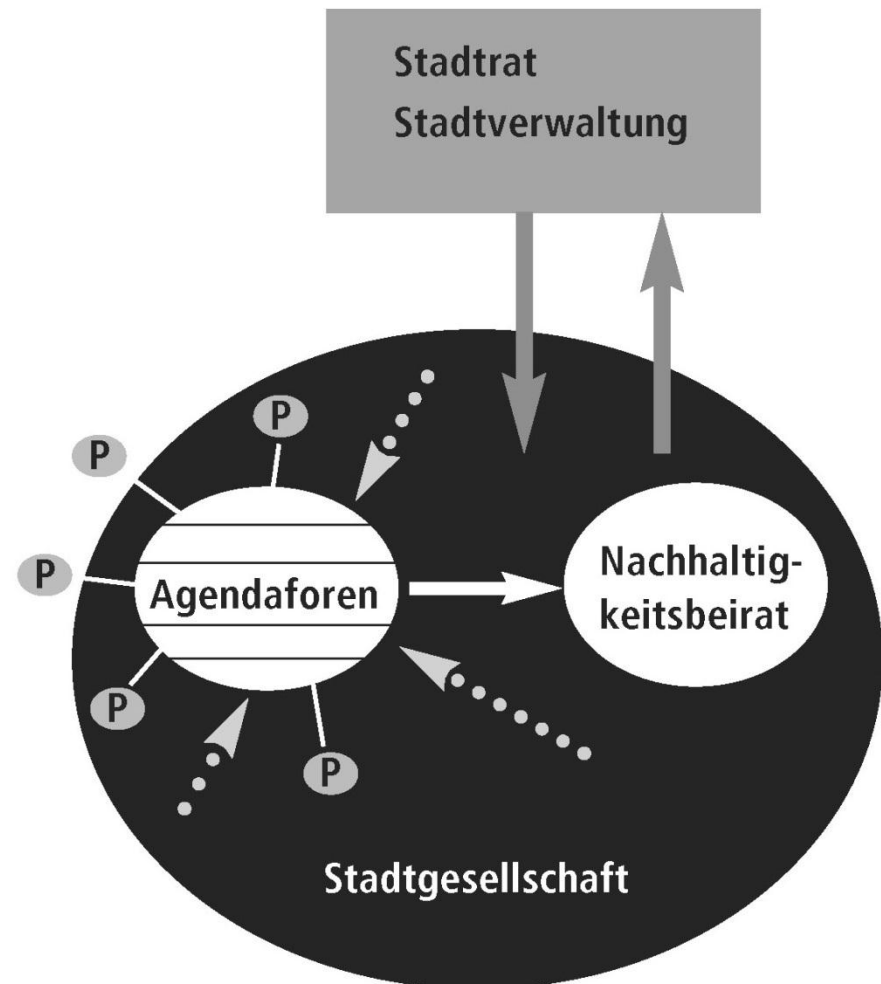 Stadtrat
Stadtverwaltung
P
P
P
Agendaforen
Nachhaltig-
keitsbeirat
P
P
Stadtgesellschaft